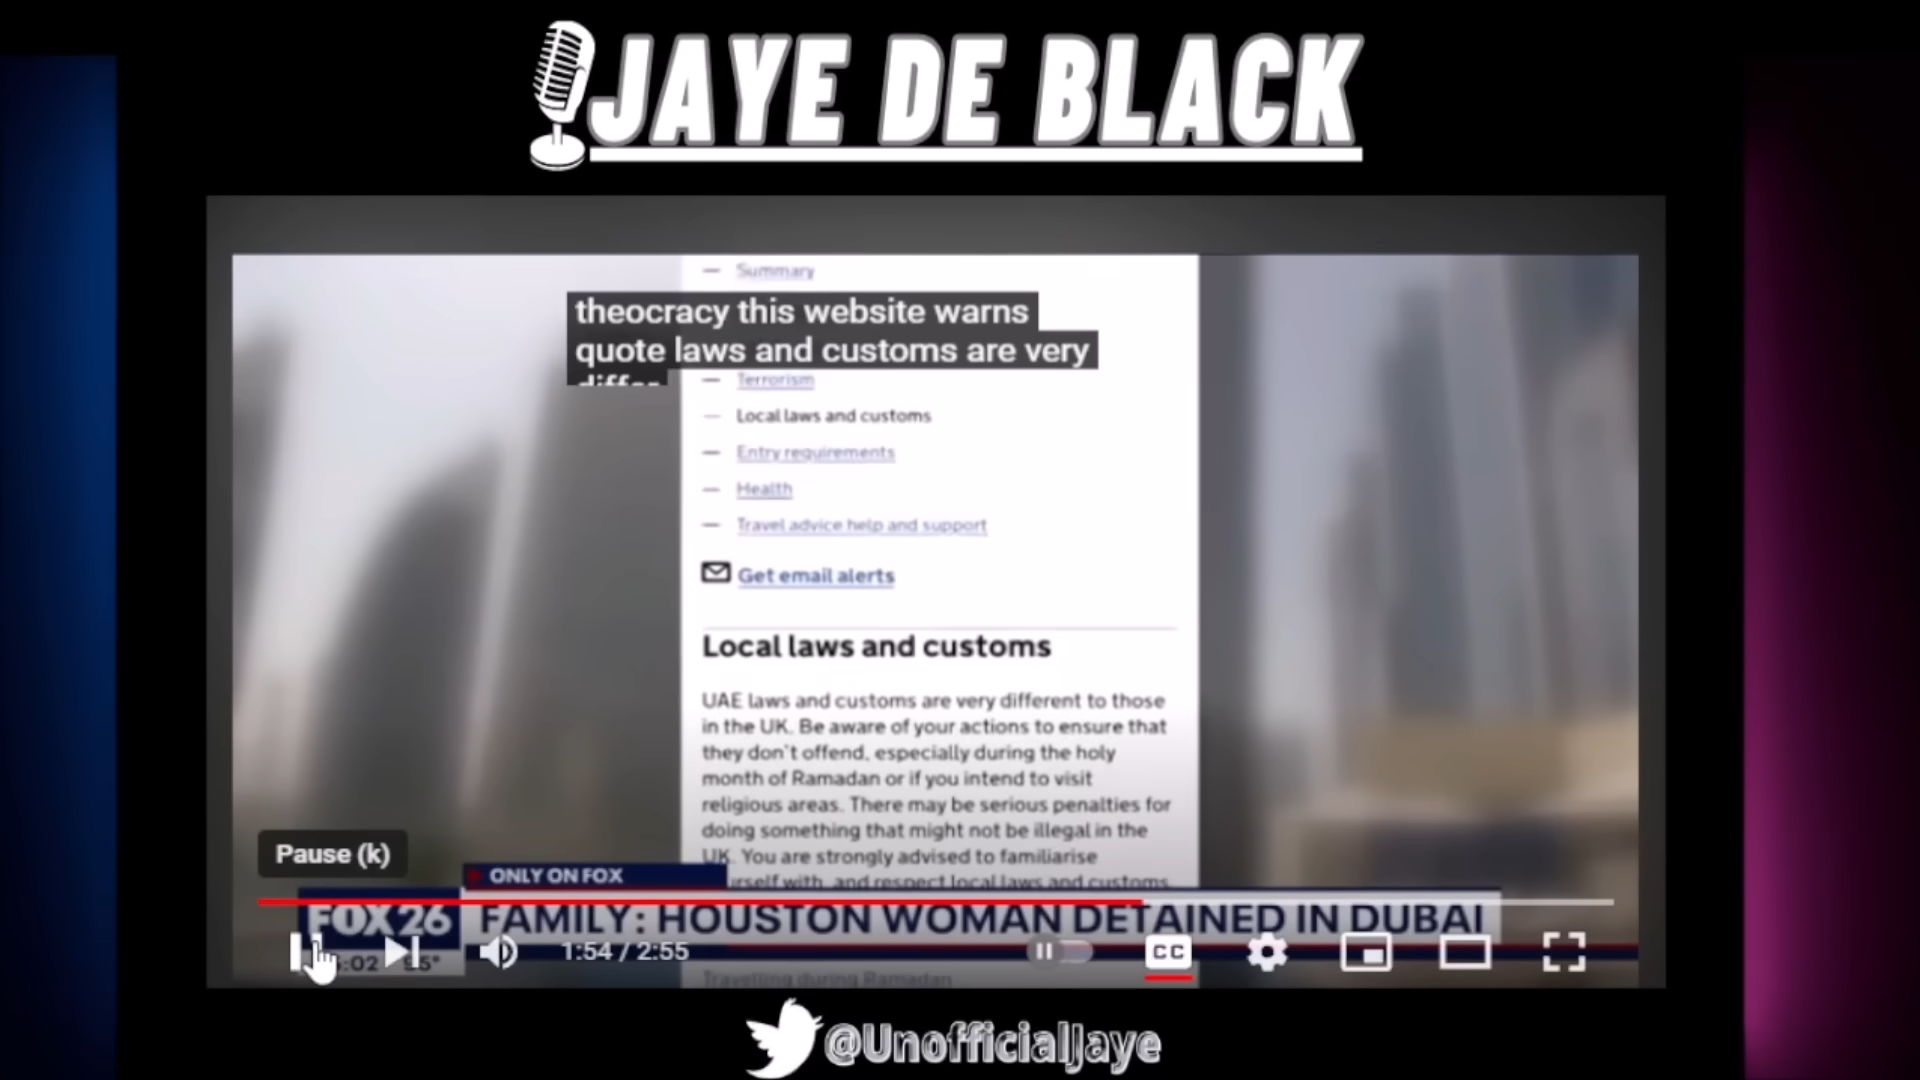 JAYE DE BLACK
Summary
theocracy this website warns
quote laws and customs are very
differ
— Terrorism
— Local laws and customs
— Entry requirements
— Health
— Travel advice help and support
Get email alerts
Local laws and customs
UAE laws and customs are very different to those
in the UK. Be aware of your actions to ensure that
they don't offend, especially during the holy
month of Ramadan or if you intend to visit
religious areas. There may be serious penalties for
doing something that might not be illegal in the
UK. You are strongly advised to familiarise
urself with, and respect local laws and customs
Pause (k)
ONLY ON FOX
FOX 26
FAMILY: HOUSTON WOMAN DETAINED IN DUBAI
:02 95°
1:54 / 2:55
CC
Travelling during Ramadan
@UnofficialJaye